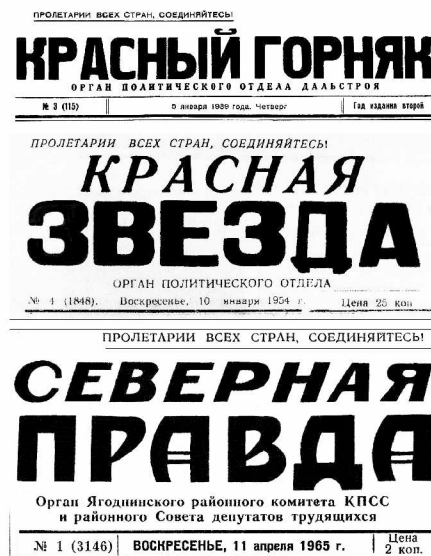 ПРОЛЕТАРИИ ВСЕХ СТРАН, СОЕДИНЯЙТЕСЬ!
КРАСНЫЙ ГОРНЯК
ОРГАН ПОЛИТИЧЕСКОГО ОТДЕЛА ДАЛЬСТРОЯ
№ 3 (115) 5 января 1939 года. Четверг Год издания второй
ПРОЛЕТАРИИ ВСЕХ СТРАН, СОЕДИНЯЙТЕСЬ!
КРАСНАЯ
ЗВЕЗДА
ОРГАН ПОЛИТИЧЕСКОГО ОТДЕЛА
№ 4 (1848). Воскресенье, 10 января 1954 г. Цена 25 коп
ПРОЛЕТАРИИ ВСЕХ СТРАН, СОЕДИНЯЙТЕСЬ!
СЕВЕРНАЯ
ПРАВДА
Орган Ягоднинского районного комитета КПСС
и районного Совета депутатов трудящихся
№ 1 (3146) ВОСКРЕСЕНЬЕ, 11 апреля 1965 г. Цена
2 коп.